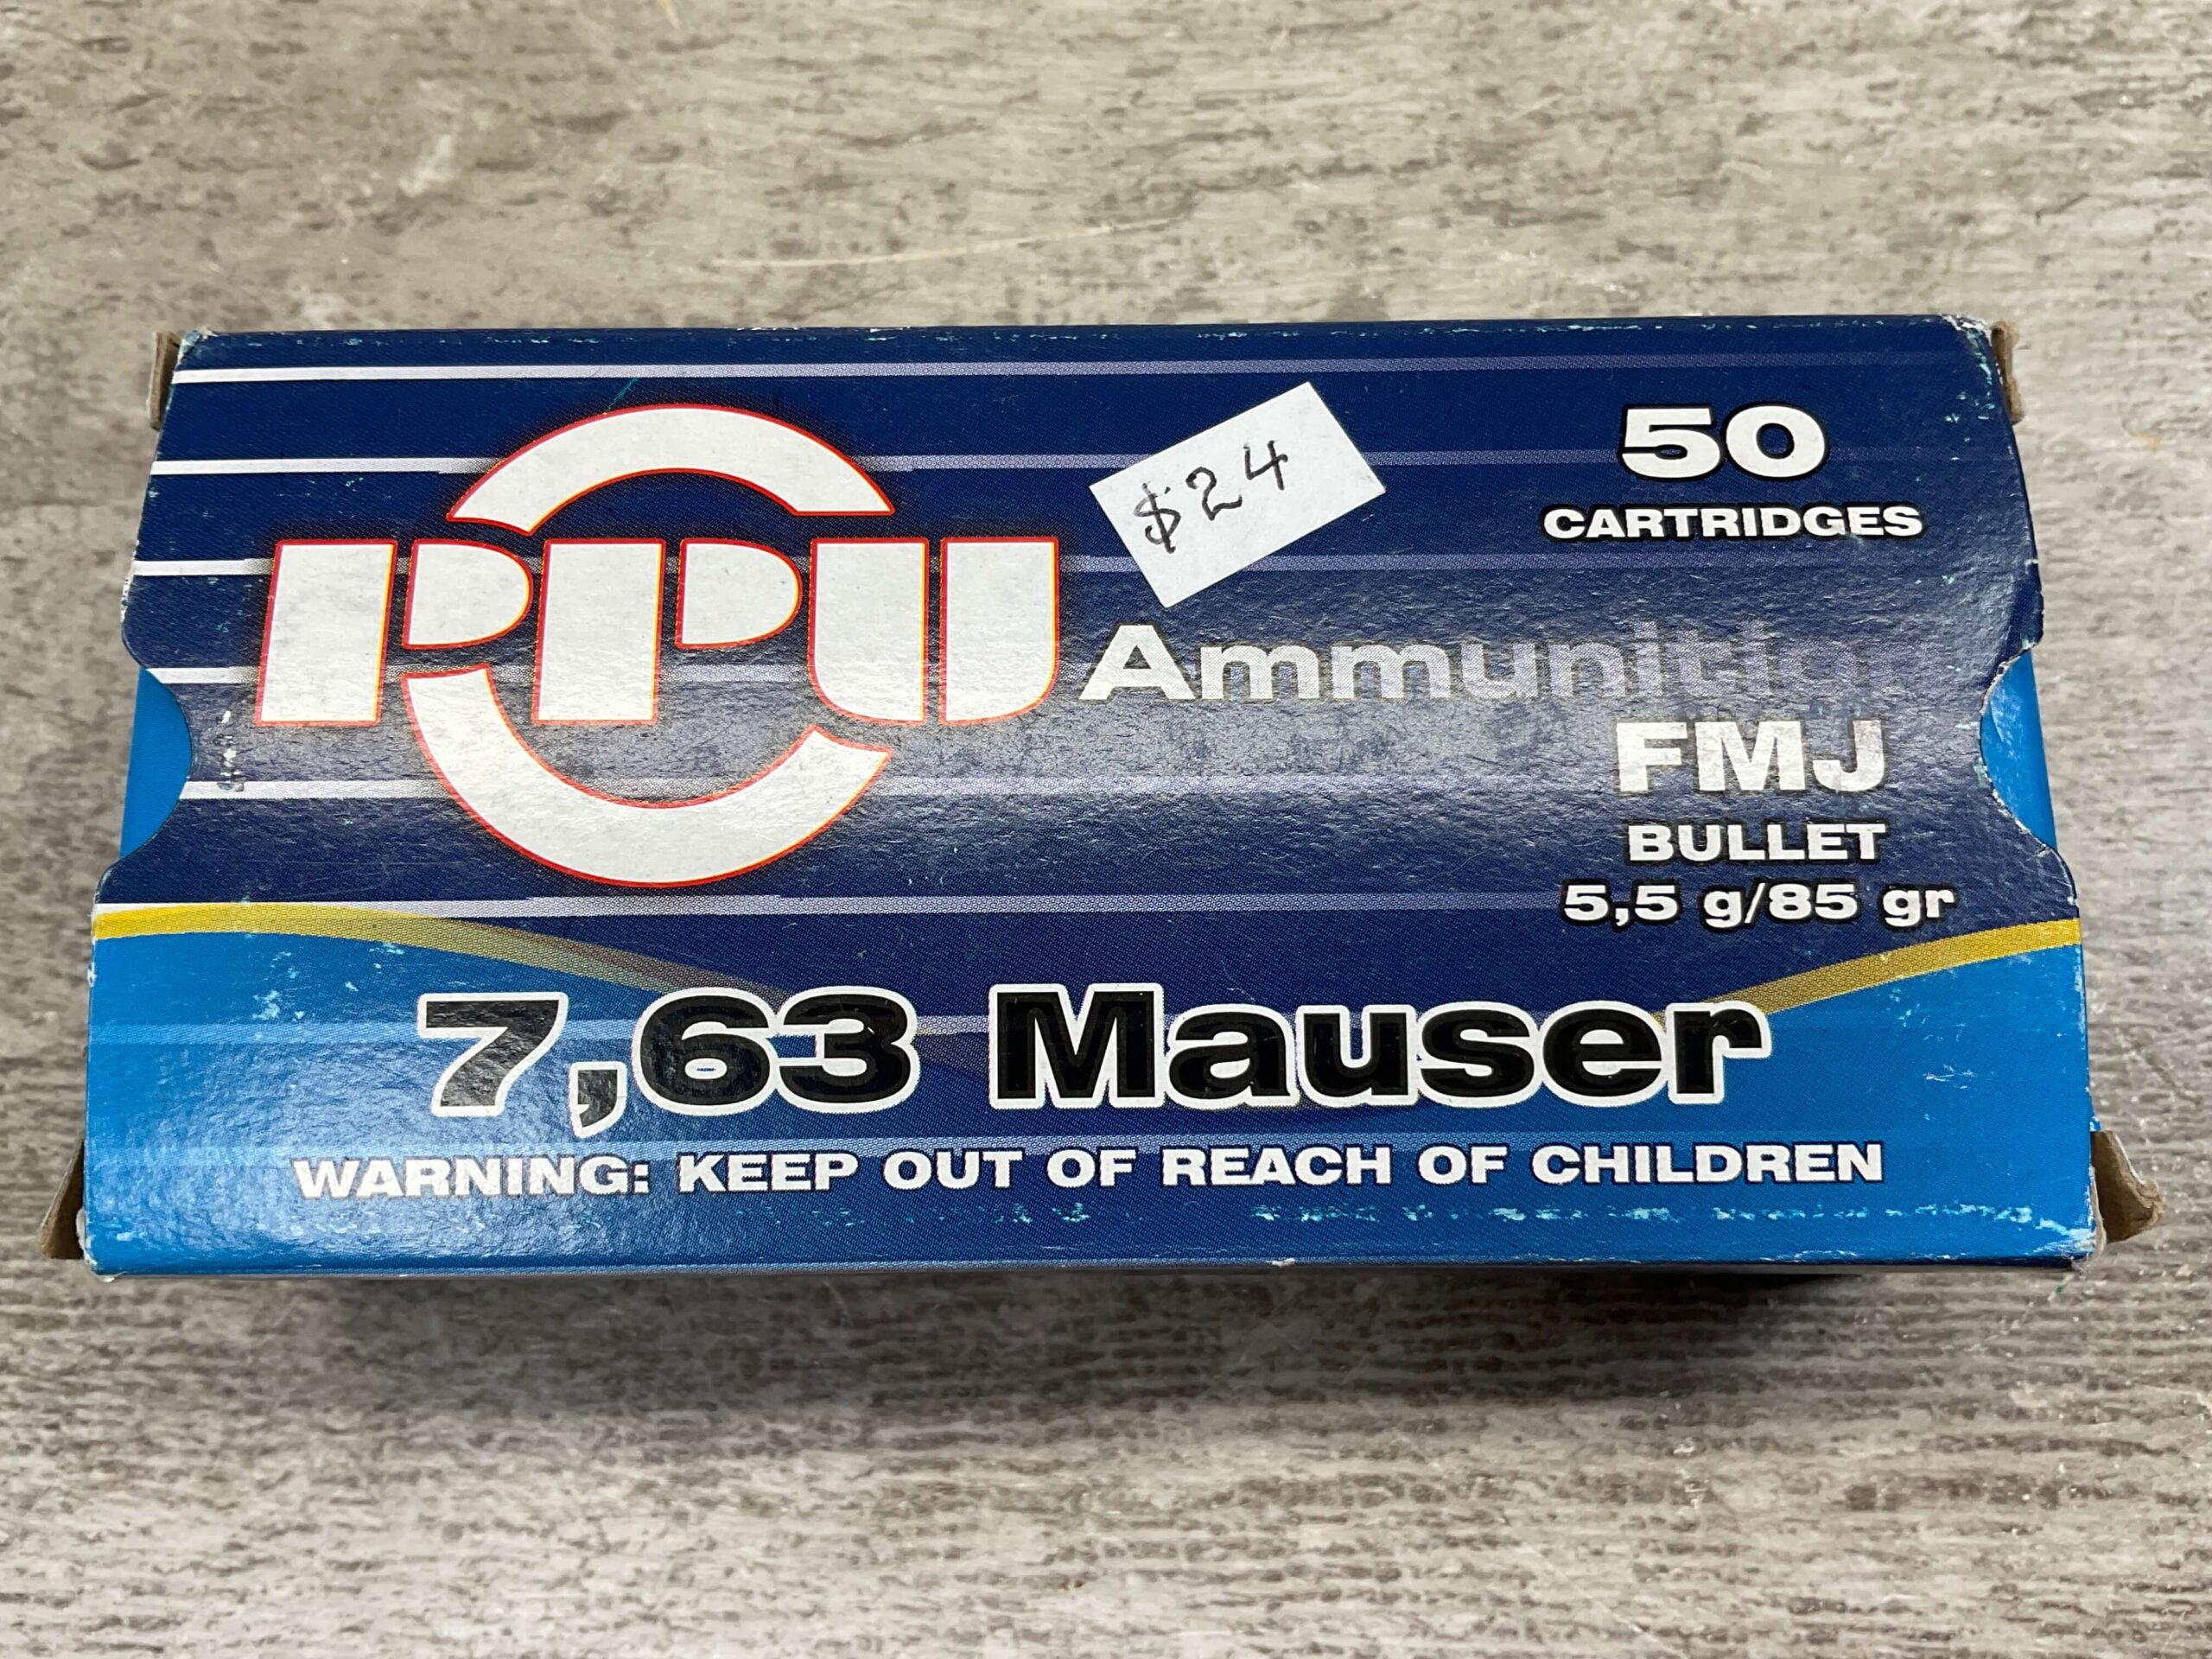 PPU Ammunition
$24
50
CARTRIDGES
FMJ
BULLET
5,5 g/85 gr
7,63 Mauser
WARNING: KEEP OUT OF REACH OF CHILDREN